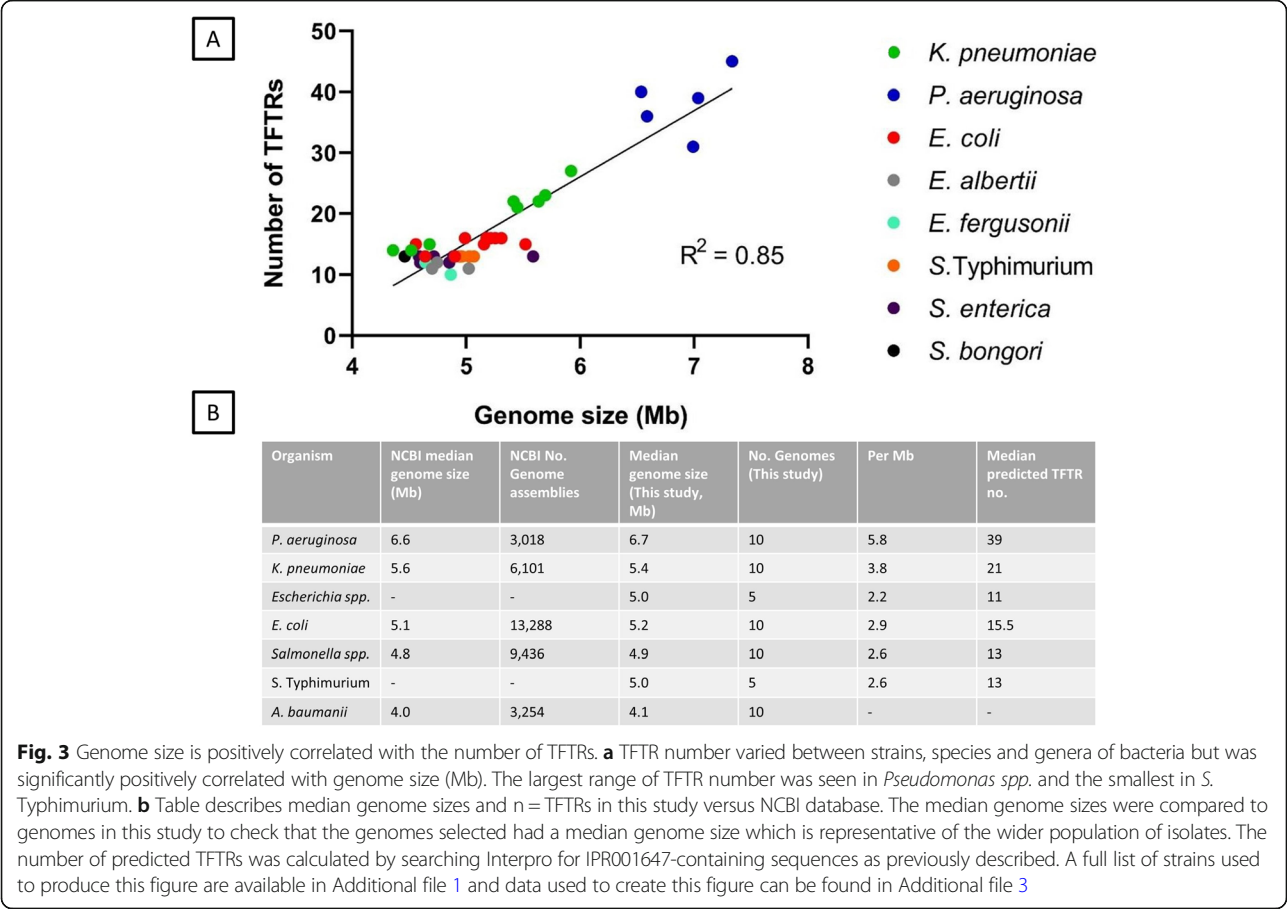 A
50
40
30
20
10
0
Number of TFTRs
4
5
6
7
8
Genome size (Mb)
R2 = 0.85
K. pneumoniae
P. aeruginosa
E. coli
E. albertii
E. fergusonii
S.Typhimurium
S. enterica
S. bongori
B
Organism NCBI median genome size (Mb) NCBI No. Genome assemblies Median genome size (This study, Mb) No. Genomes (This study) Per Mb Median predicted TFTR no.
P. aeruginosa 6.6 3,018 6.7 10 5.8 39
K. pneumoniae 5.6 6,101 5.4 10 3.8 21
Escherichia spp. - - 5.0 5 2.2 11
E. coli 5.1 13,288 5.2 10 2.9 15.5
Salmonella spp. 4.8 9,436 4.9 10 2.6 13
S. Typhimurium - - 5.0 5 2.6 13
A. baumanii 4.0 3,254 4.1 10 - -
Fig. 3 Genome size is positively correlated with the number of TFTRs. a TFTR number varied between strains, species and genera of bacteria but was
significantly positively correlated with genome size (Mb). The largest range of TFTR number was seen in Pseudomonas spp. and the smallest in S.
Typhimurium. b Table describes median genome sizes and n = TFTRs in this study versus NCBI database. The median genome sizes were compared to
genomes in this study to check that the genomes selected had a median genome size which is representative of the wider population of isolates. The
number of predicted TFTRs was calculated by searching Interpro for IPR001647-containing sequences as previously described. A full list of strains used
to produce this figure are available in Additional file 1 and data used to create this figure can be found in Additional file 3